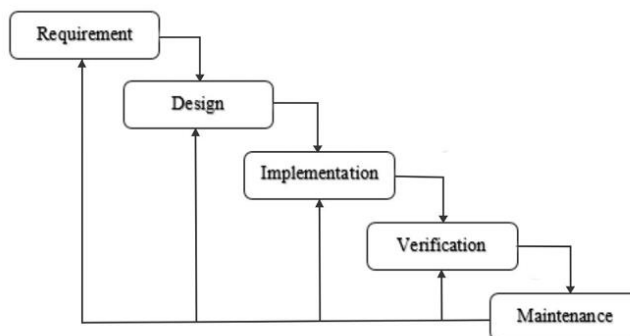 Requirement
Design
Implementation
Verification
Maintenance